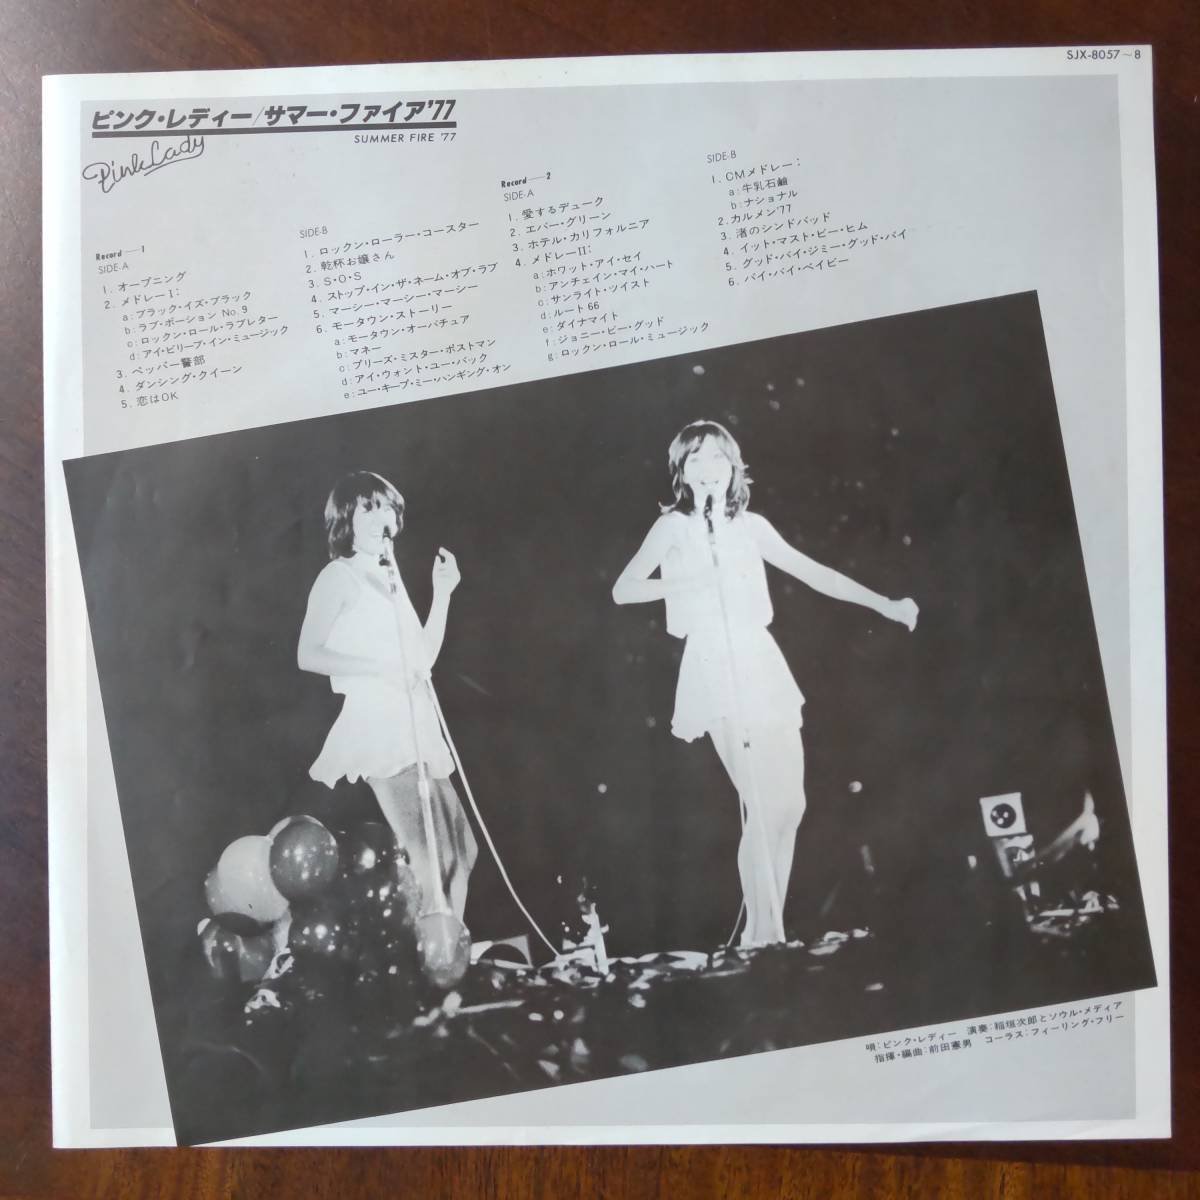 SJX-8057～8
ピンク・レディー/サマー・ファイア'77
SUMMER FIRE '77
Pink Lady
Record—1
SIDE-A
1. オープニング
2. メドレーI：
a：ブラック・イズ・ブラック
b：ラブ・ポーション No.9
c：ロックン・ロール・ラブレター
d：アイ・ビリーブ・イン・ミュージック
3. ペッパー警部
4. ダンシング・クイーン
5. 恋はOK
SIDE-B
1. ロックン・ローラー・コースター
2. 乾杯お嬢さん
3. S・O・S
4. ストップ・イン・ザ・ネーム・オブ・ラブ
5. マーシー・マーシー・マーシー
6. モータウン・ストーリー
a：モータウン・オーバチュア
b：マネー
c：プリーズ・ミスター・ポストマン
d：アイ・ウォント・ユー・バック
e：ユー・キープ・ミー・ハンギング・オン
Record—2
SIDE-A
1. 愛するデューク
2. エバー・グリーン
3. ホテル・カリフォルニア
4. メドレーII：
a：ホワット・アイ・セイ
b：アンチェイン・マイ・ハート
c：サンライト・ツイスト
d：ルート66
e：ダイナマイト
f：ジョニー・ビー・グッド
g：ロックン・ロール・ミュージック
SIDE-B
1. CMメドレー：
a：牛乳石鹼
b：ナショナル
2. カルメン'77
3. 渚のシンドバッド
4. イット・マスト・ビー・ヒム
5. グッド・バイ・ジミー・グッド・バイ
6. バイ・バイ・ベイビー
唄：ピンク・レディー 演奏：稲垣次郎とソウル・メディア
指揮・編曲：前田憲男 コーラス：フィーリング・フリー